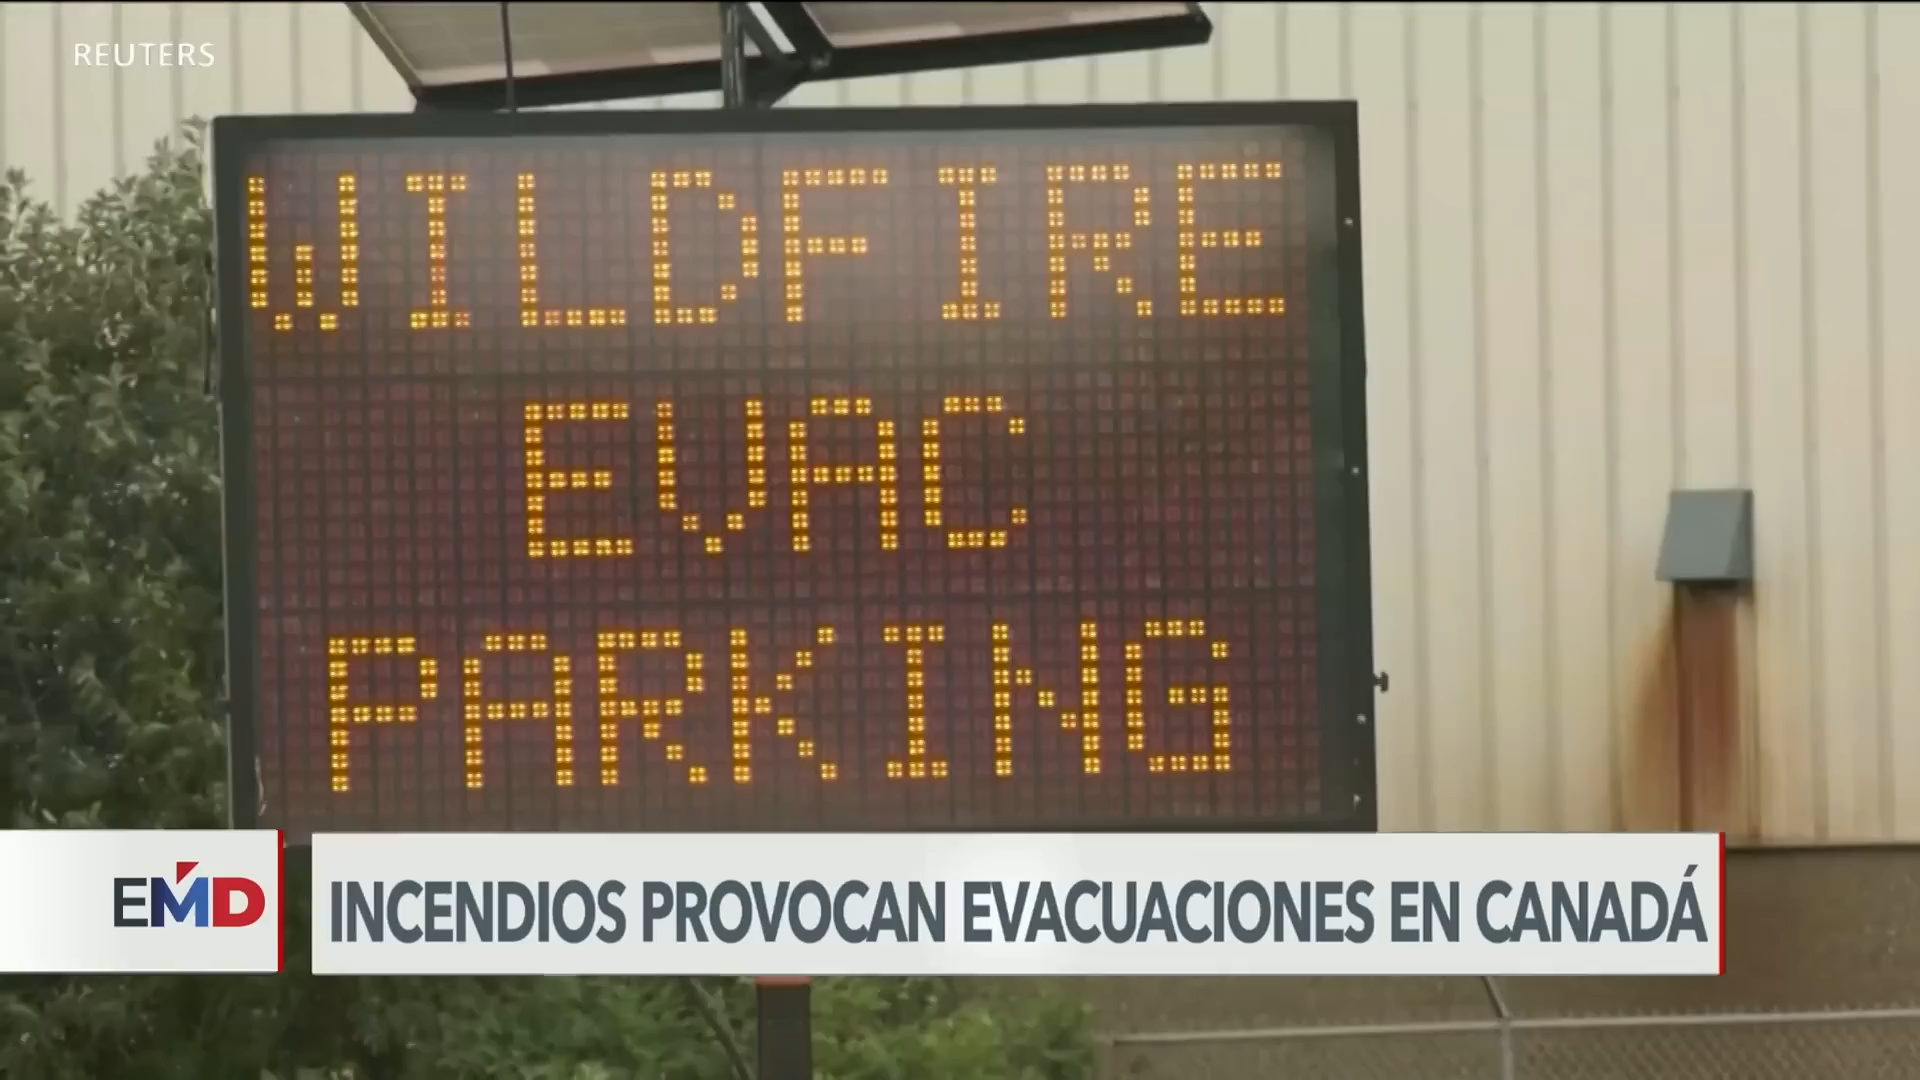 REUTERS
WILDFIRE
EVAC
PARKING
EMD
INCENDIOS PROVOCAN EVACUACIONES EN CANADÁ